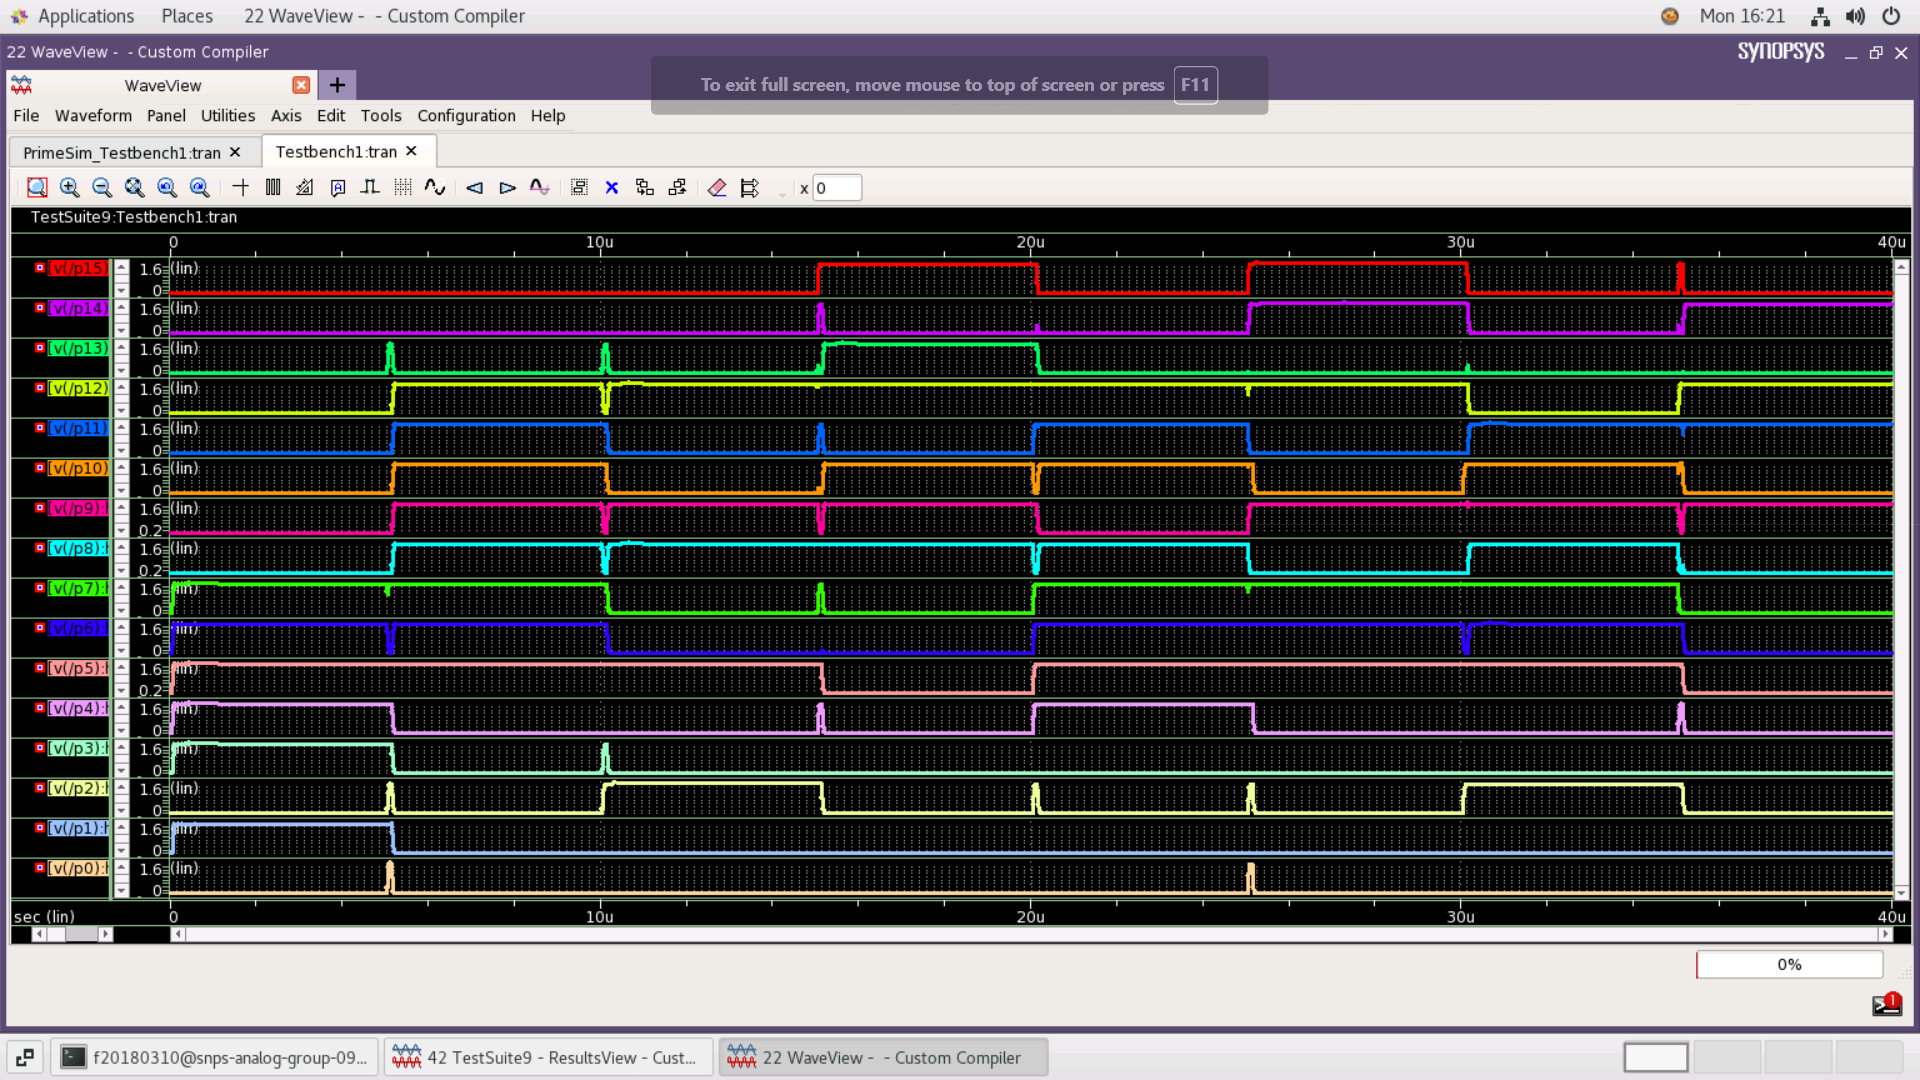 Applications Places 22 WaveView - - Custom Compiler Mon 16:21
22 WaveView - - Custom Compiler SYNOPSYS
WaveView
To exit full screen, move mouse to top of screen or press F11
File Waveform Panel Utilities Axis Edit Tools Configuration Help
PrimeSim_Testbench1:tran Testbench1:tran
x 0
TestSuite9:Testbench1:tran
0 10u 20u 30u 40u
v(/p15) 1.6 (lin)
0
v(/p14) 1.6 (lin)
0
v(/p13) 1.6 (lin)
0
v(/p12) 1.6 (lin)
0
v(/p11) 1.6 (lin)
0
v(/p10) 1.6 (lin)
0
v(/p9): 1.6 (lin)
0.2
v(/p8): 1.6 (lin)
0.2
v(/p7): 1.6 (lin)
0
v(/p6): 1.6 (lin)
0
v(/p5): 1.6 (lin)
0.2
v(/p4): 1.6 (lin)
0
v(/p3): 1.6 (lin)
0
v(/p2): 1.6 (lin)
0
v(/p1): 1.6 (lin)
0
v(/p0): 1.6 (lin)
0
sec (lin) 0 10u 20u 30u 40u
0%
1
f20180310@snps-analog-group-09... 42 TestSuite9 - ResultsView - Cust... 22 WaveView - - Custom Compiler